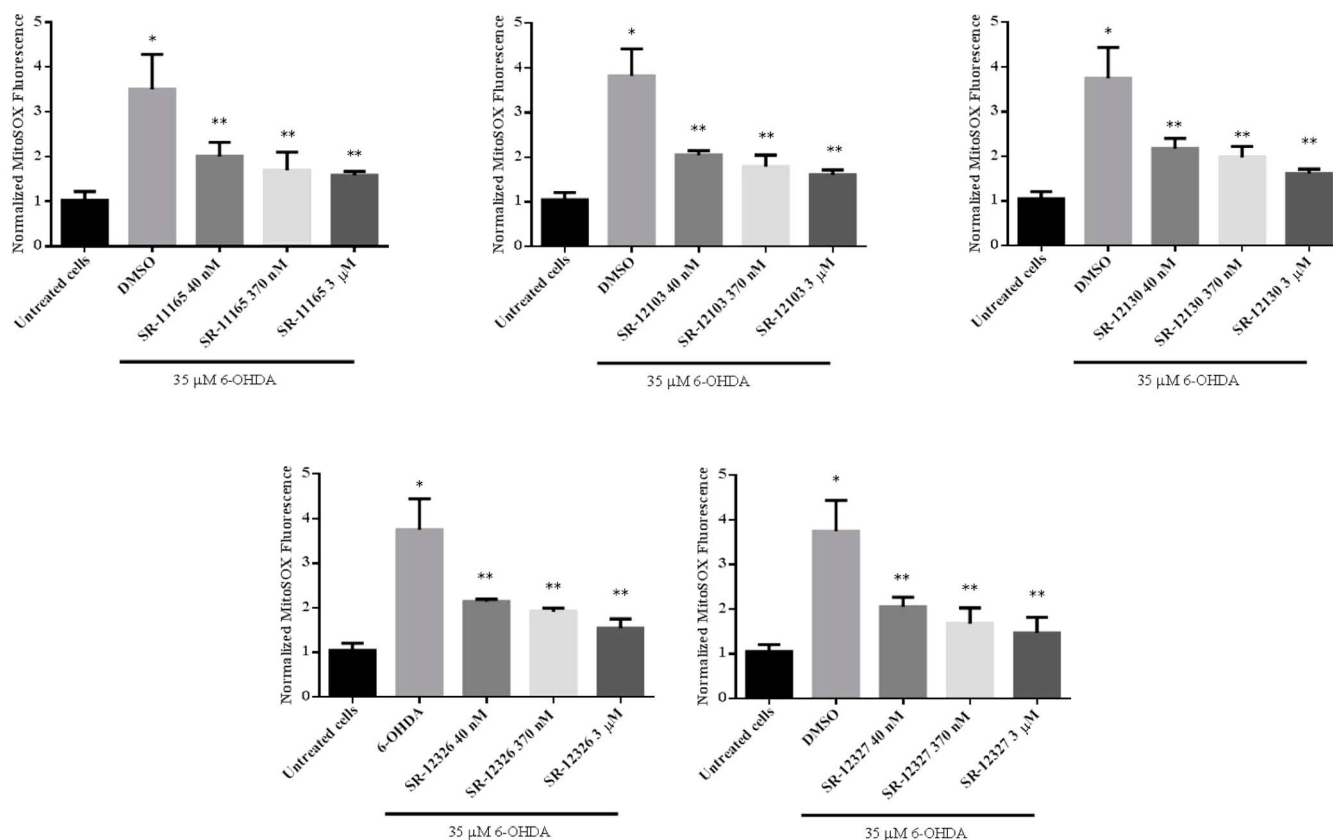 Normalized MitoSOX Fluorescence
5
4
3
2
1
0
*
**
**
**
Untreated cells
DMSO
SR-11165 40 nM
SR-11165 370 nM
SR-11165 3 μM
35 μM 6-OHDA
Normalized MitoSOX Fluorescence
5
4
3
2
1
0
*
**
**
**
Untreated cells
DMSO
SR-12103 40 nM
SR-12103 370 nM
SR-12103 3 μM
35 μM 6-OHDA
Normalized MitoSOX Fluorescence
5
4
3
2
1
0
*
**
**
**
Untreated cells
DMSO
SR-12130 40 nM
SR-12130 370 nM
SR-12130 3 μM
35 μM 6-OHDA
Normalized MitoSOX Fluorescence
5
4
3
2
1
0
*
**
**
**
Untreated cells
6-OHDA
SR-12326 40 nM
SR-12326 370 nM
SR-12326 3 μM
35 μM 6-OHDA
Normalized MitoSOX Fluorescence
5
4
3
2
1
0
*
**
**
**
Untreated cells
DMSO
SR-12327 40 nM
SR-12327 370 nM
SR-12327 3 μM
35 μM 6-OHDA